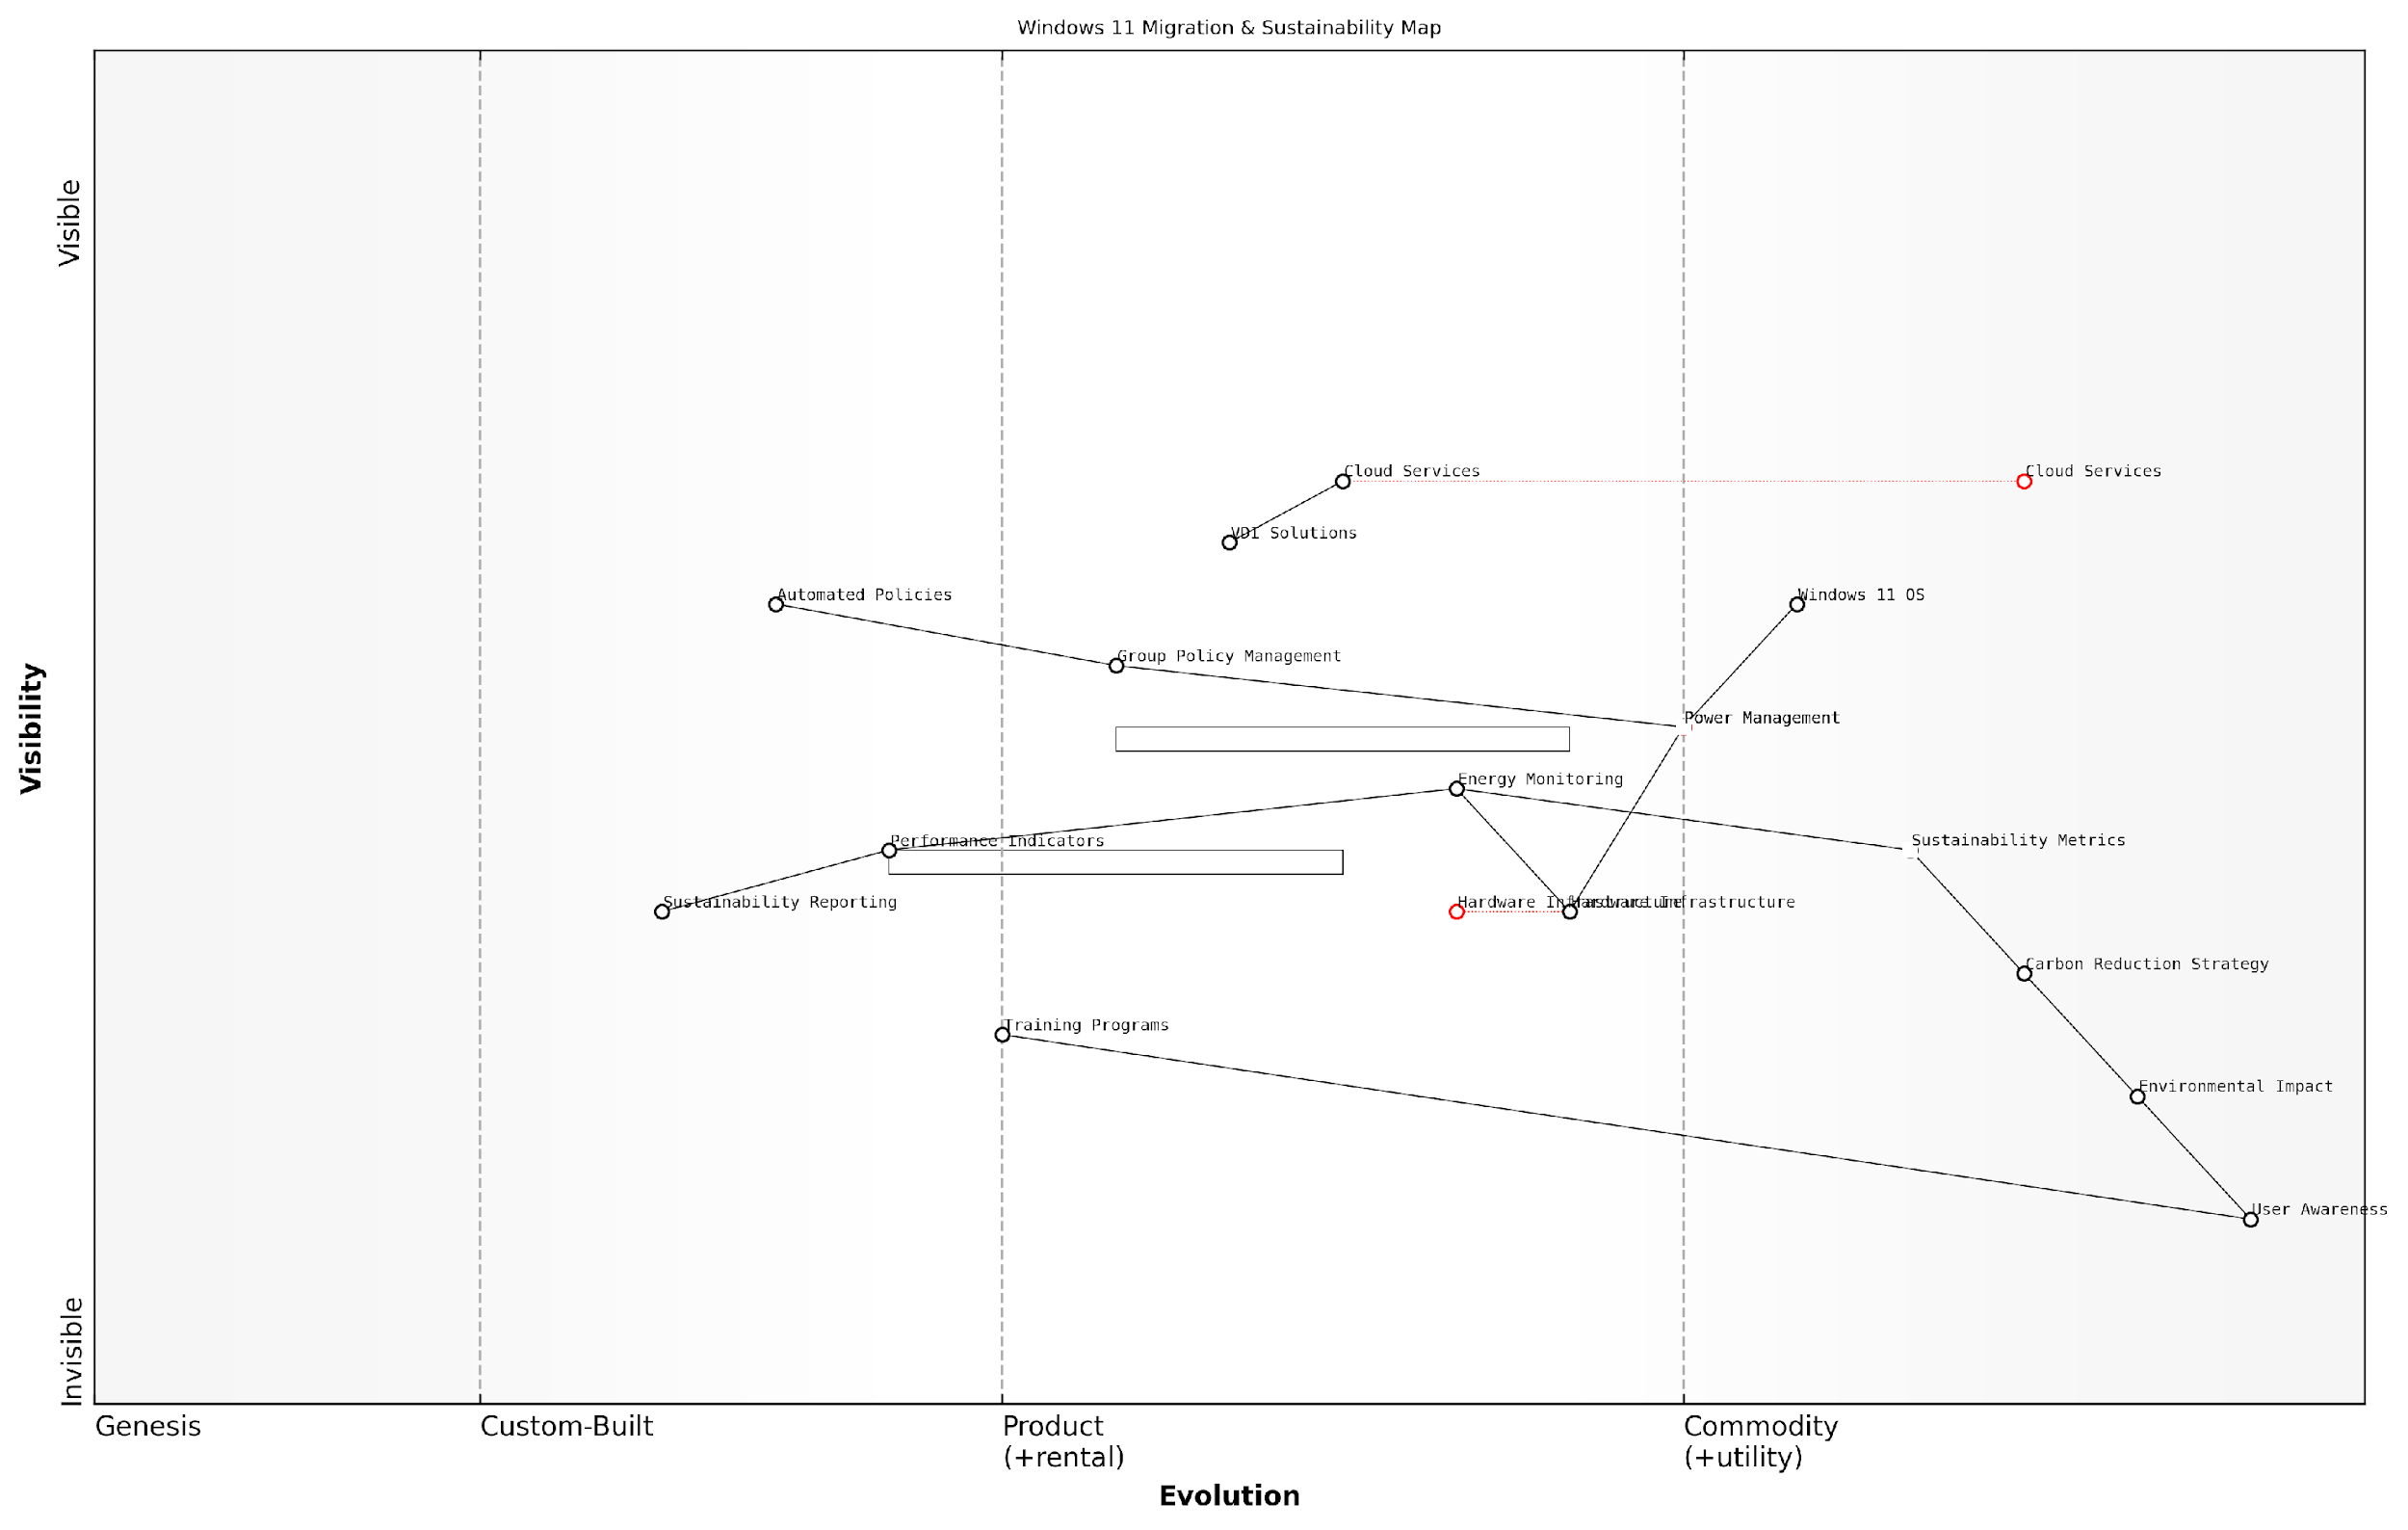 Windows 11 Migration & Sustainability Map
Visible
Cloud Services
Cloud Services
VDI Solutions
Automated Policies
Windows 11 OS
Group Policy Management
Power Management
Visibility
Energy Monitoring
Performance Indicators
Sustainability Metrics
Sustainability Reporting
Hardware Infrastructure
Hardware Infrastructure
Carbon Reduction Strategy
Training Programs
Environmental Impact
User Awareness
Invisible
Genesis
Custom-Built
Product
(+rental)
Commodity
(+utility)
Evolution